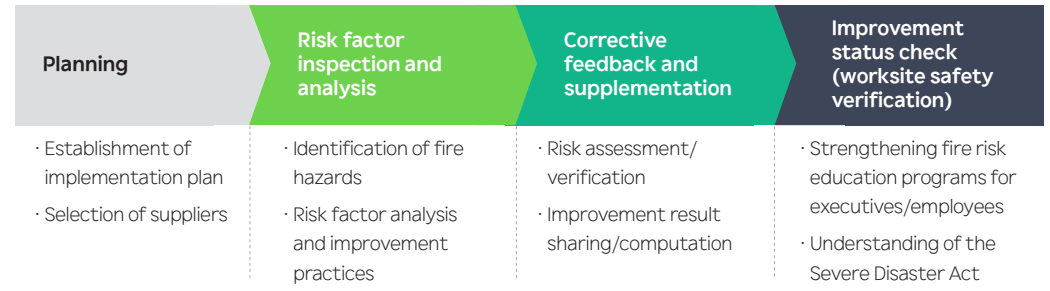 Planning
Risk factor
inspection and
analysis
Corrective
feedback and
supplementation
Improvement
status check
(worksite safety
verification)
· Establishment of
implementation plan
· Selection of suppliers
· Identification of fire
hazards
· Risk factor analysis
and improvement
practices
· Risk assessment/
verification
· Improvement result
sharing/computation
· Strengthening fire risk
education programs for
executives/employees
· Understanding of the
Severe Disaster Act